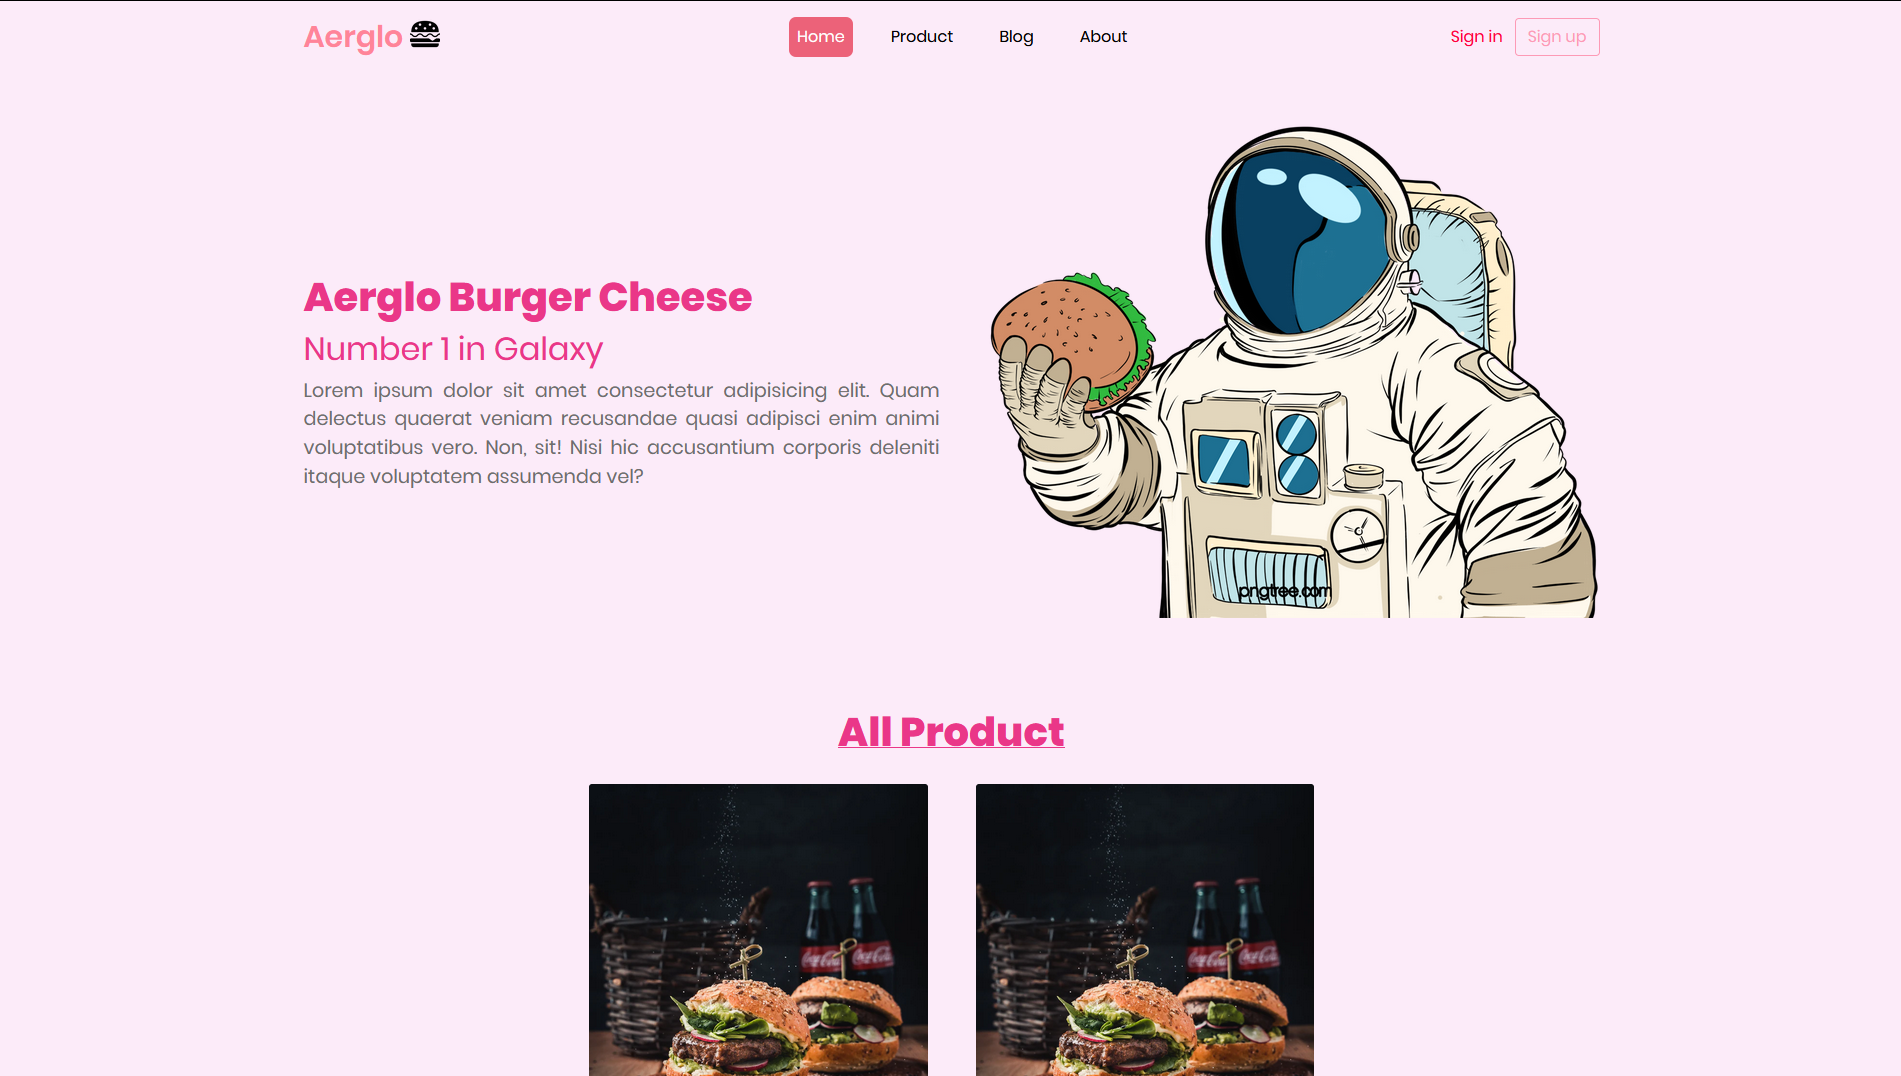 Aerglo
Home
Product
Blog
About
Sign in
Sign up
Aerglo Burger Cheese
Number 1 in Galaxy
Lorem ipsum dolor sit amet consectetur adipisicing elit. Quam
delectus quaerat veniam recusandae quasi adipisci enim animi
voluptatibus vero. Non, sit! Nisi hic accusantium corporis deleniti
itaque voluptatem assumenda vel?
pngtree.com
All Product
Coca-Cola
Coca-Cola
Coca-Cola
Coca-Cola